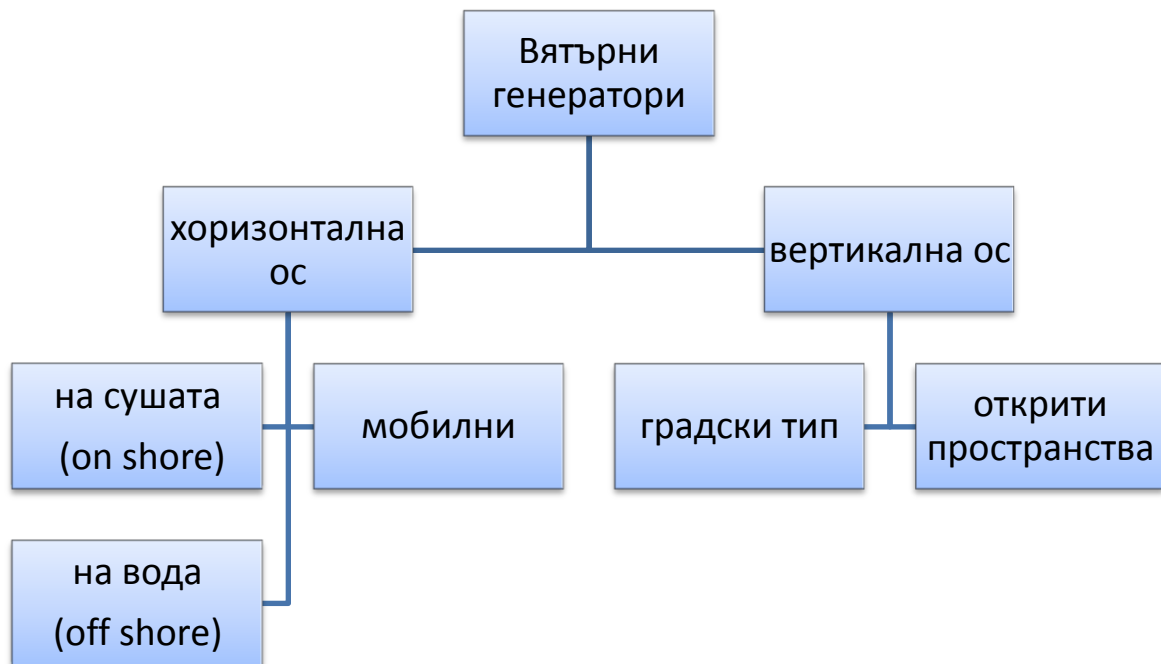 Вятърни
генератори
хоризонтална
ос
вертикална ос
на сушата
(on shore)
мобилни
градски тип
открити
пространства
на вода
(off shore)